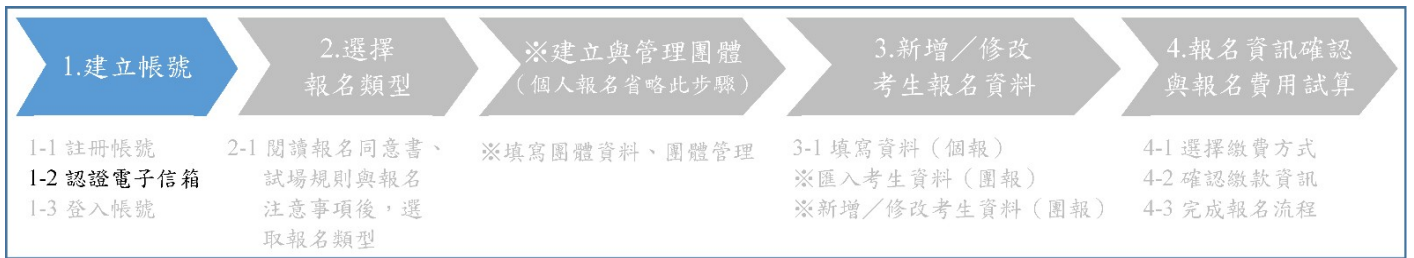 1.建立帳號
2.選擇
報名類型
※建立與管理團體
（個人報名省略此步驟）
3.新增／修改
考生報名資料
4.報名資訊確認
與報名費用試算
1-1 註冊帳號
1-2 認證電子信箱
1-3 登入帳號
2-1 閱讀報名同意書、
試場規則與報名
注意事項後，選
取報名類型
※填寫團體資料、團體管理
3-1 填寫資料（個報）
※匯入考生資料（團報）
※新增／修改考生資料（團報）
4-1 選擇繳費方式
4-2 確認繳款資訊
4-3 完成報名流程